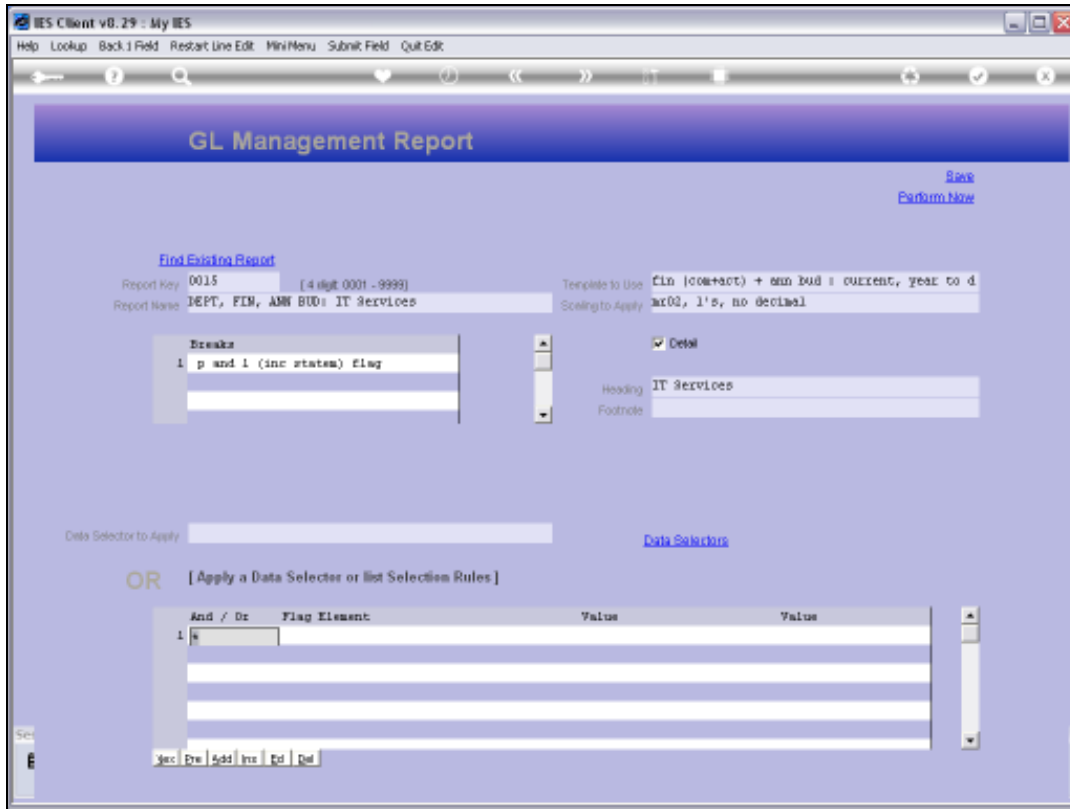 IES Client v8.29 : My IES
Help Lookup Back 1 Field Restart Line Edit Mini Menu Submit Field Quit Edit
GL Management Report
Save
Perform Now
Find Existing Report
Report Key 0015 [ 4 digit 0001 - 9999] Template to Use fin (com+act) + ann bud : current, year to d
Report Name DEPT, FIN, ANN BUD: IT Services Scaling to Apply mr02, 1's, no decimal
Breaks Detail
1 p and l (inc statem) flag
Heading IT Services
Footnote
Data Selector to Apply Data Selectors
OR [ Apply a Data Selector or list Selection Rules ]
And / Or Flag Element Value Value
1
Nex Pre Add Ins Ed Del